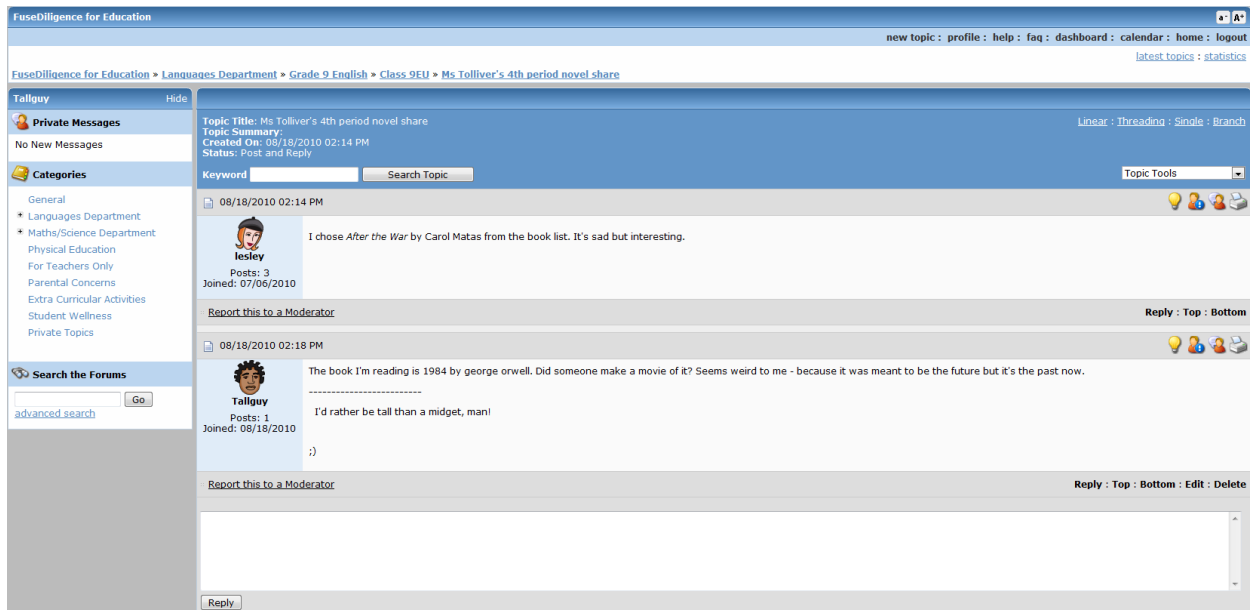 FuseDiligence for Education
a- A+
new topic : profile : help : faq : dashboard : calendar : home : logout
latest topics : statistics
FuseDiligence for Education » Languages Department » Grade 9 English » Class 9EU » Ms Tolliver's 4th period novel share
Tallguy Hide
Private Messages
No New Messages
Categories
General
Languages Department
Maths/Science Department
Physical Education
For Teachers Only
Parental Concerns
Extra Curricular Activities
Student Wellness
Private Topics
Search the Forums
Go
advanced search
Topic Title: Ms Tolliver's 4th period novel share
Topic Summary:
Created On: 08/18/2010 02:14 PM
Status: Post and Reply
Linear : Threading : Single : Branch
Keyword Search Topic
Topic Tools
08/18/2010 02:14 PM
lesley
Posts: 3
Joined: 07/06/2010
I chose After the War by Carol Matas from the book list. It's sad but interesting.
Report this to a Moderator
Reply : Top : Bottom
08/18/2010 02:18 PM
Tallguy
Posts: 1
Joined: 08/18/2010
The book I'm reading is 1984 by george orwell. Did someone make a movie of it? Seems weird to me - because it was meant to be the future but it's the past now.
-------------------------
I'd rather be tall than a midget, man!
;)
Report this to a Moderator
Reply : Top : Bottom : Edit : Delete
Reply